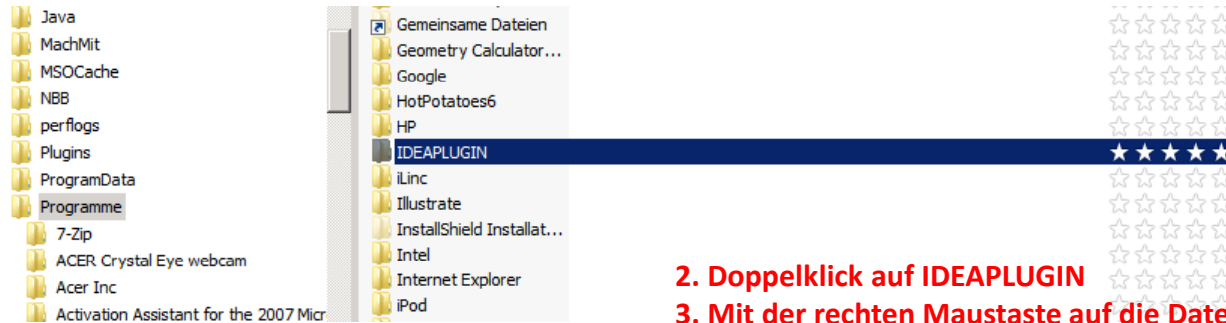 Java
MachMit
MSOCache
NBB
perflogs
Plugins
ProgramData
Programme
7-Zip
ACER Crystal Eye webcam
Acer Inc
Activation Assistant for the 2007 Micr
Gemeinsame Dateien
Geometry Calculator...
Google
HotPotatoes6
HP
IDEAPLUGIN
iLinc
Illustrate
InstallShield Installat...
Intel
Internet Explorer
iPod
2. Doppelklick auf IDEAPLUGIN
3. Mit der rechten Maustaste auf die Date